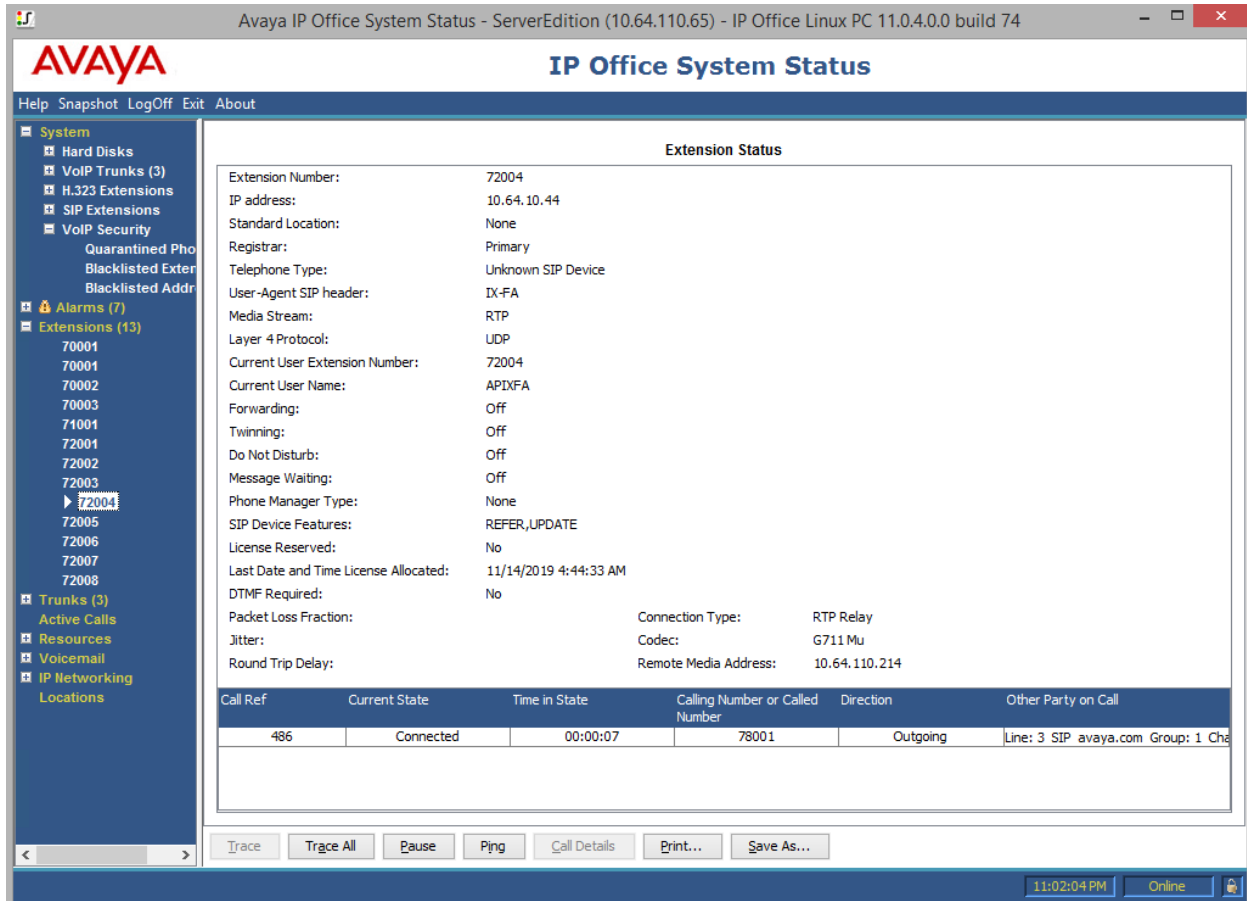 Avaya IP Office System Status - ServerEdition (10.64.110.65) - IP Office Linux PC 11.0.4.0.0 build 74
AVAYA
IP Office System Status
Help Snapshot LogOff Exit About
System
Hard Disks
VoIP Trunks (3)
H.323 Extensions
SIP Extensions
VoIP Security
Quarantined Pho
Blacklisted Exten
Blacklisted Addr
Alarms (7)
Extensions (13)
70001
70001
70002
70003
71001
72001
72002
72003
72004
72005
72006
72007
72008
Trunks (3)
Active Calls
Resources
Voicemail
IP Networking
Locations
Extension Status
Extension Number: 72004
IP address: 10.64.10.44
Standard Location: None
Registrar: Primary
Telephone Type: Unknown SIP Device
User-Agent SIP header: IX-FA
Media Stream: RTP
Layer 4 Protocol: UDP
Current User Extension Number: 72004
Current User Name: APIXFA
Forwarding: Off
Twinning: Off
Do Not Disturb: Off
Message Waiting: Off
Phone Manager Type: None
SIP Device Features: REFER,UPDATE
License Reserved: No
Last Date and Time License Allocated: 11/14/2019 4:44:33 AM
DTMF Required: No
Packet Loss Fraction: Connection Type: RTP Relay
Jitter: Codec: G711 Mu
Round Trip Delay: Remote Media Address: 10.64.110.214
Call Ref Current State Time in State Calling Number or Called Number Direction Other Party on Call
486 Connected 00:00:07 78001 Outgoing Line: 3 SIP avaya.com Group: 1 Cha
Trace Trace All Pause Ping Call Details Print... Save As...
11:02:04 PM Online